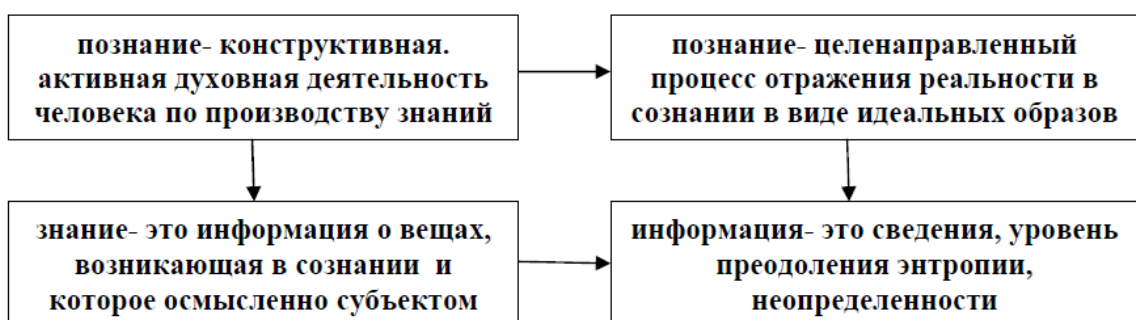 познание- конструктивная.
активная духовная деятельность
человека по производству знаний
познание- целенаправленный
процесс отражения реальности в
сознании в виде идеальных образов
знание- это информация о вещах,
возникающая в сознании и
которое осмысленно субъектом
информация- это сведения, уровень
преодоления энтропии,
неопределенности